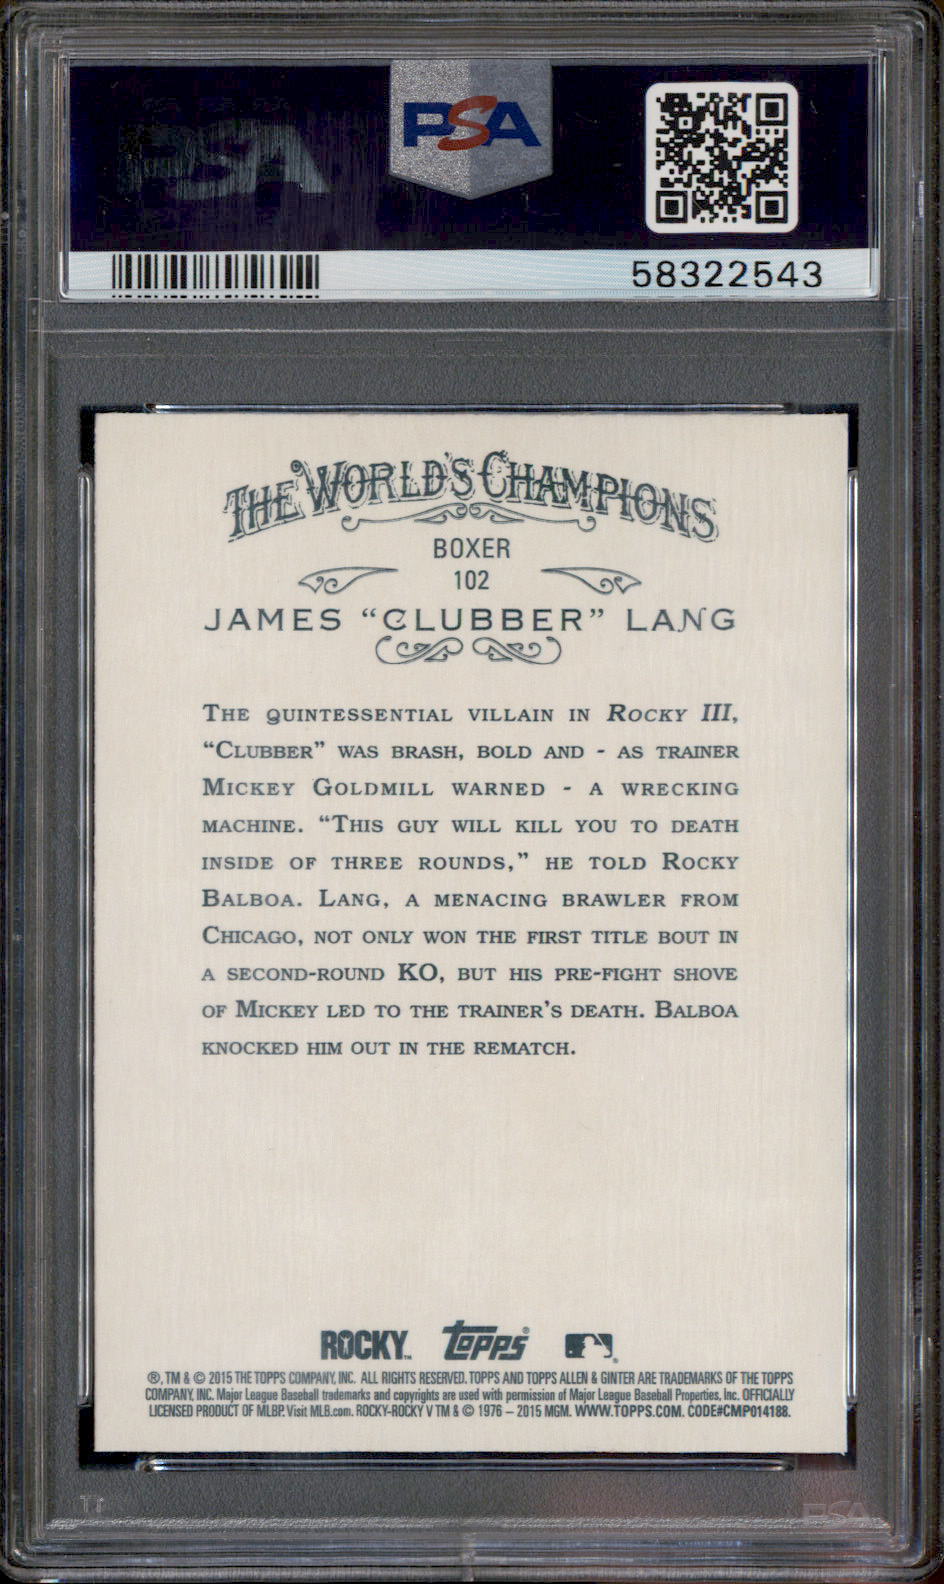 PSA
PSA
58322543
THE WORLD'S CHAMPIONS
BOXER
102
JAMES “CLUBBER” LANG
THE QUINTESSENTIAL VILLAIN IN ROCKY III,
“CLUBBER” WAS BRASH, BOLD AND - AS TRAINER
MICKEY GOLDMILL WARNED - A WRECKING
MACHINE. “THIS GUY WILL KILL YOU TO DEATH
INSIDE OF THREE ROUNDS,” HE TOLD ROCKY
BALBOA. LANG, A MENACING BRAWLER FROM
CHICAGO, NOT ONLY WON THE FIRST TITLE BOUT IN
A SECOND-ROUND KO, BUT HIS PRE-FIGHT SHOVE
OF MICKEY LED TO THE TRAINER'S DEATH. BALBOA
KNOCKED HIM OUT IN THE REMATCH.
ROCKY™ TOPPS®
®, TM & © 2015 THE TOPPS COMPANY, INC. ALL RIGHTS RESERVED. TOPPS AND TOPPS ALLEN & GINTER ARE TRADEMARKS OF THE TOPPS
COMPANY, INC. Major League Baseball trademarks and copyrights are used with permission of Major League Baseball Properties, Inc. OFFICIALLY
LICENSED PRODUCT OF MLBP. Visit MLB.com. ROCKY-ROCKY V TM & © 1976 – 2015 MGM. WWW.TOPPS.COM. CODE#CMP014188.
PSA